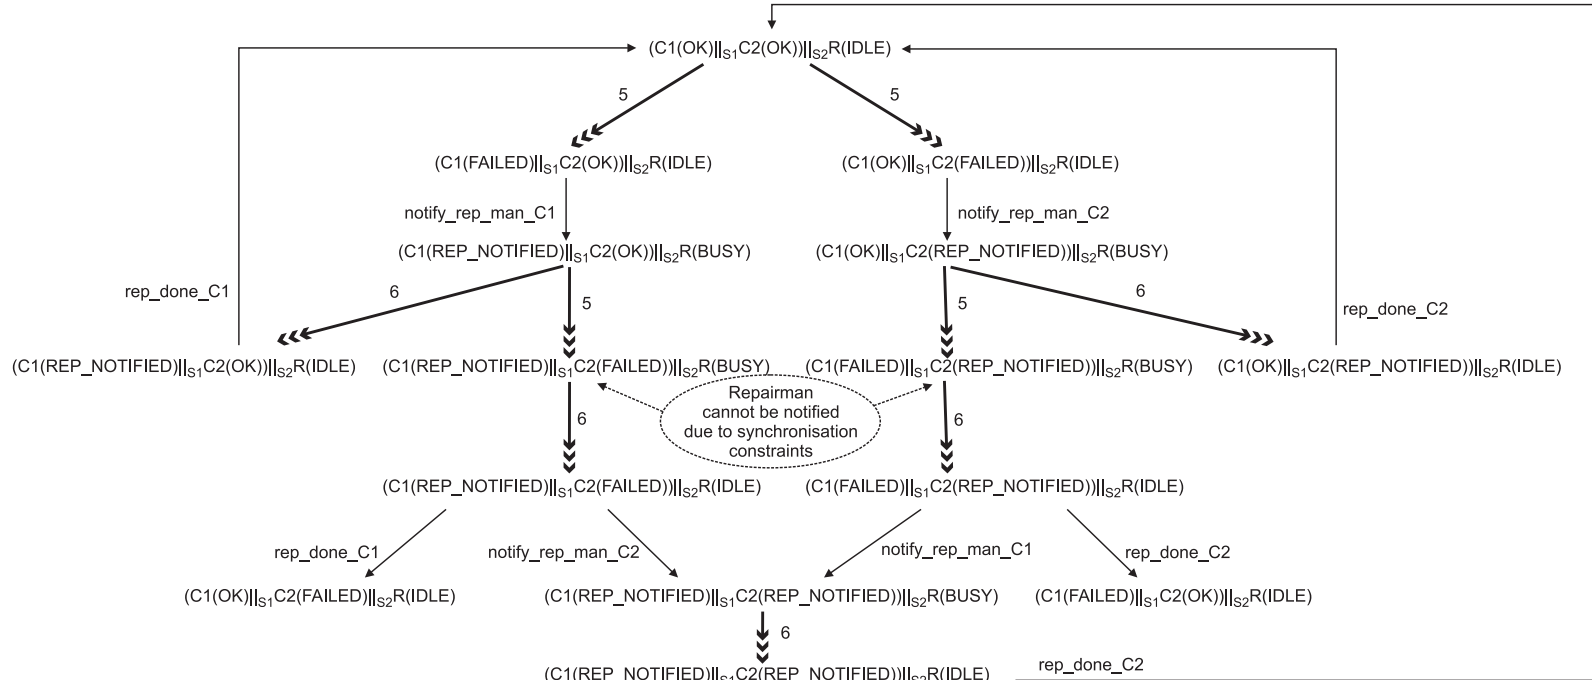 (C1(OK)||S1C2(OK))||S2R(IDLE)
5
5
(C1(FAILED)||S1C2(OK))||S2R(IDLE)
(C1(OK)||S1C2(FAILED))||S2R(IDLE)
notify_rep_man_C1
notify_rep_man_C2
(C1(REP_NOTIFIED)||S1C2(OK))||S2R(BUSY)
(C1(OK)||S1C2(REP_NOTIFIED))||S2R(BUSY)
rep_done_C1
6
5
5
6
rep_done_C2
(C1(REP_NOTIFIED)||S1C2(OK))||S2R(IDLE)
(C1(REP_NOTIFIED)||S1C2(FAILED))||S2R(BUSY)
(C1(FAILED)||S1C2(REP_NOTIFIED))||S2R(BUSY)
(C1(OK)||S1C2(REP_NOTIFIED))||S2R(IDLE)
Repairman
cannot be notified
due to synchronisation
constraints
6
6
(C1(REP_NOTIFIED)||S1C2(FAILED))||S2R(IDLE)
(C1(FAILED)||S1C2(REP_NOTIFIED))||S2R(IDLE)
rep_done_C1
notify_rep_man_C2
notify_rep_man_C1
rep_done_C2
(C1(OK)||S1C2(FAILED)||S2R(IDLE)
(C1(REP_NOTIFIED)||S1C2(REP_NOTIFIED))||S2R(BUSY)
(C1(FAILED)||S1C2(OK)||S2R(IDLE)
6
(C1(REP_NOTIFIED)||S1C2(REP_NOTIFIED))||S2R(IDLE)
rep_done_C2